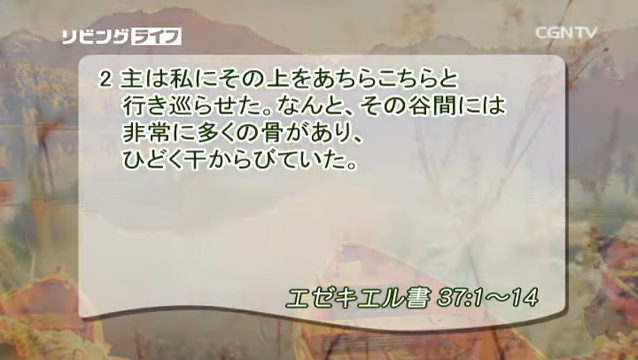 リビングライフ
CGNTV
2 主は私にその上をあちらこちらと
行き巡らせた。なんと、その谷間には
非常に多くの骨があり、
ひどく干からびていた。
エゼキエル書 37:1～14